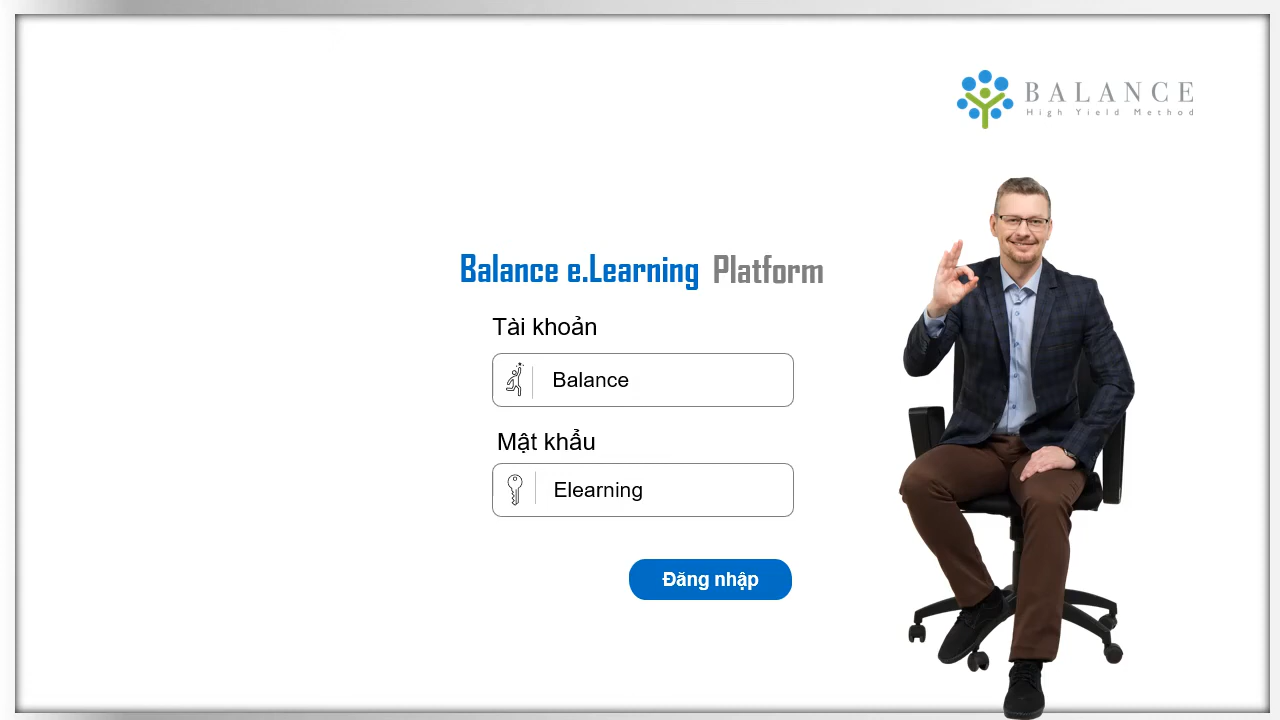 BALANCE
High Yield Method
Balance e.Learning Platform
Tài khoản
Balance
Mật khẩu
Elearning
Đăng nhập